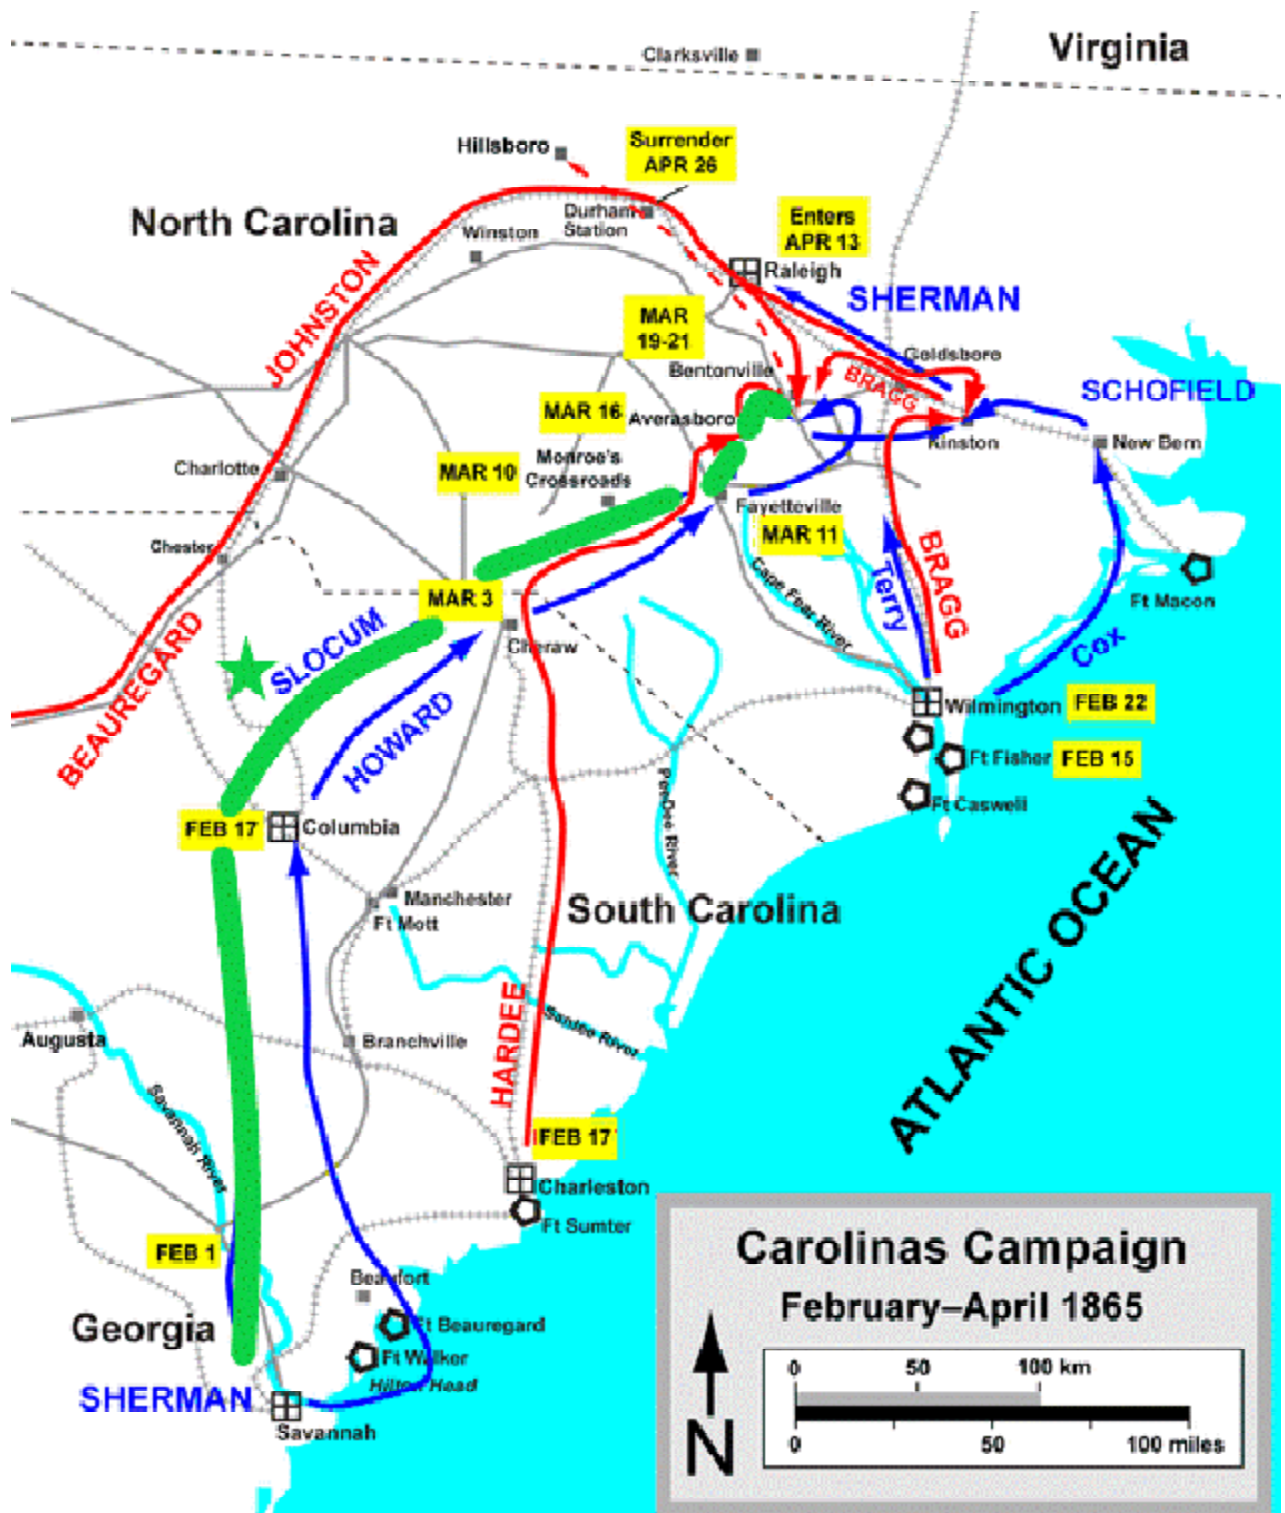 Virginia
Clarksville
Hillsboro
Surrender
APR 26
North Carolina
Durham
Station
Enters
APR 13
Winston
Raleigh
JOHNSTON
SHERMAN
MAR
19-21
Goldsboro
Bentonville
BRAGG
SCHOFIELD
MAR 16
Averasboro
Kinston
New Bern
Charlotte
MAR 10
Monroe's
Crossroads
Fayetteville
MAR 11
Chester
Cape Fear River
Terry
BRAGG
Ft Macon
MAR 3
Cheraw
Cox
SLOCUM
BEAUREGARD
HOWARD
Wilmington
FEB 22
Ft Fisher
FEB 15
Ft Caswell
PeeDee River
FEB 17
Columbia
Manchester
Ft Mott
South Carolina
ATLANTIC OCEAN
HARDEE
Santee River
Augusta
Branchville
Savannah River
FEB 17
Charleston
Ft Sumter
FEB 1
Beaufort
Georgia
Ft Beauregard
Ft Walker
Hilton Head
SHERMAN
Savannah
Carolinas Campaign
February–April 1865
N
0 50 100 km
0 50 100 miles